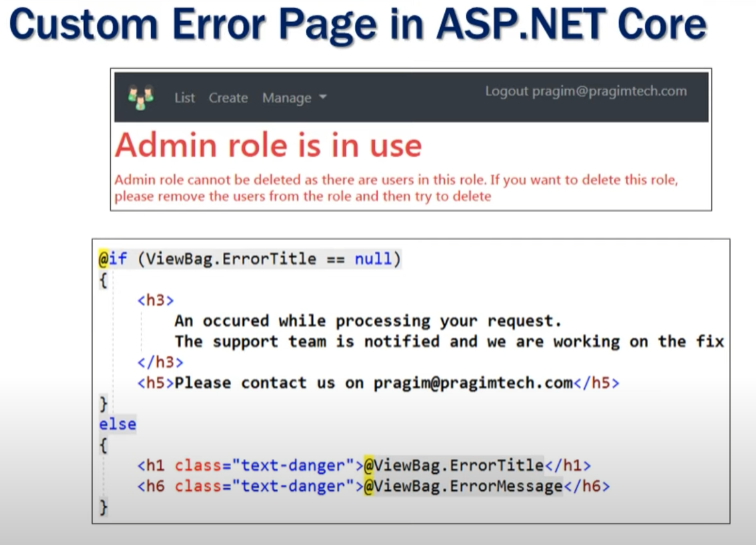 Custom Error Page in ASP.NET Core
List Create Manage Logout pragim@pragimtech.com
Admin role is in use
Admin role cannot be deleted as there are users in this role. If you want to delete this role,
please remove the users from the role and then try to delete
@if (ViewBag.ErrorTitle == null)
{
<h3>
An occured while processing your request.
The support team is notified and we are working on the fix
</h3>
<h5>Please contact us on pragim@pragimtech.com</h5>
}
else
{
<h1 class="text-danger">@ViewBag.ErrorTitle</h1>
<h6 class="text-danger">@ViewBag.ErrorMessage</h6>
}